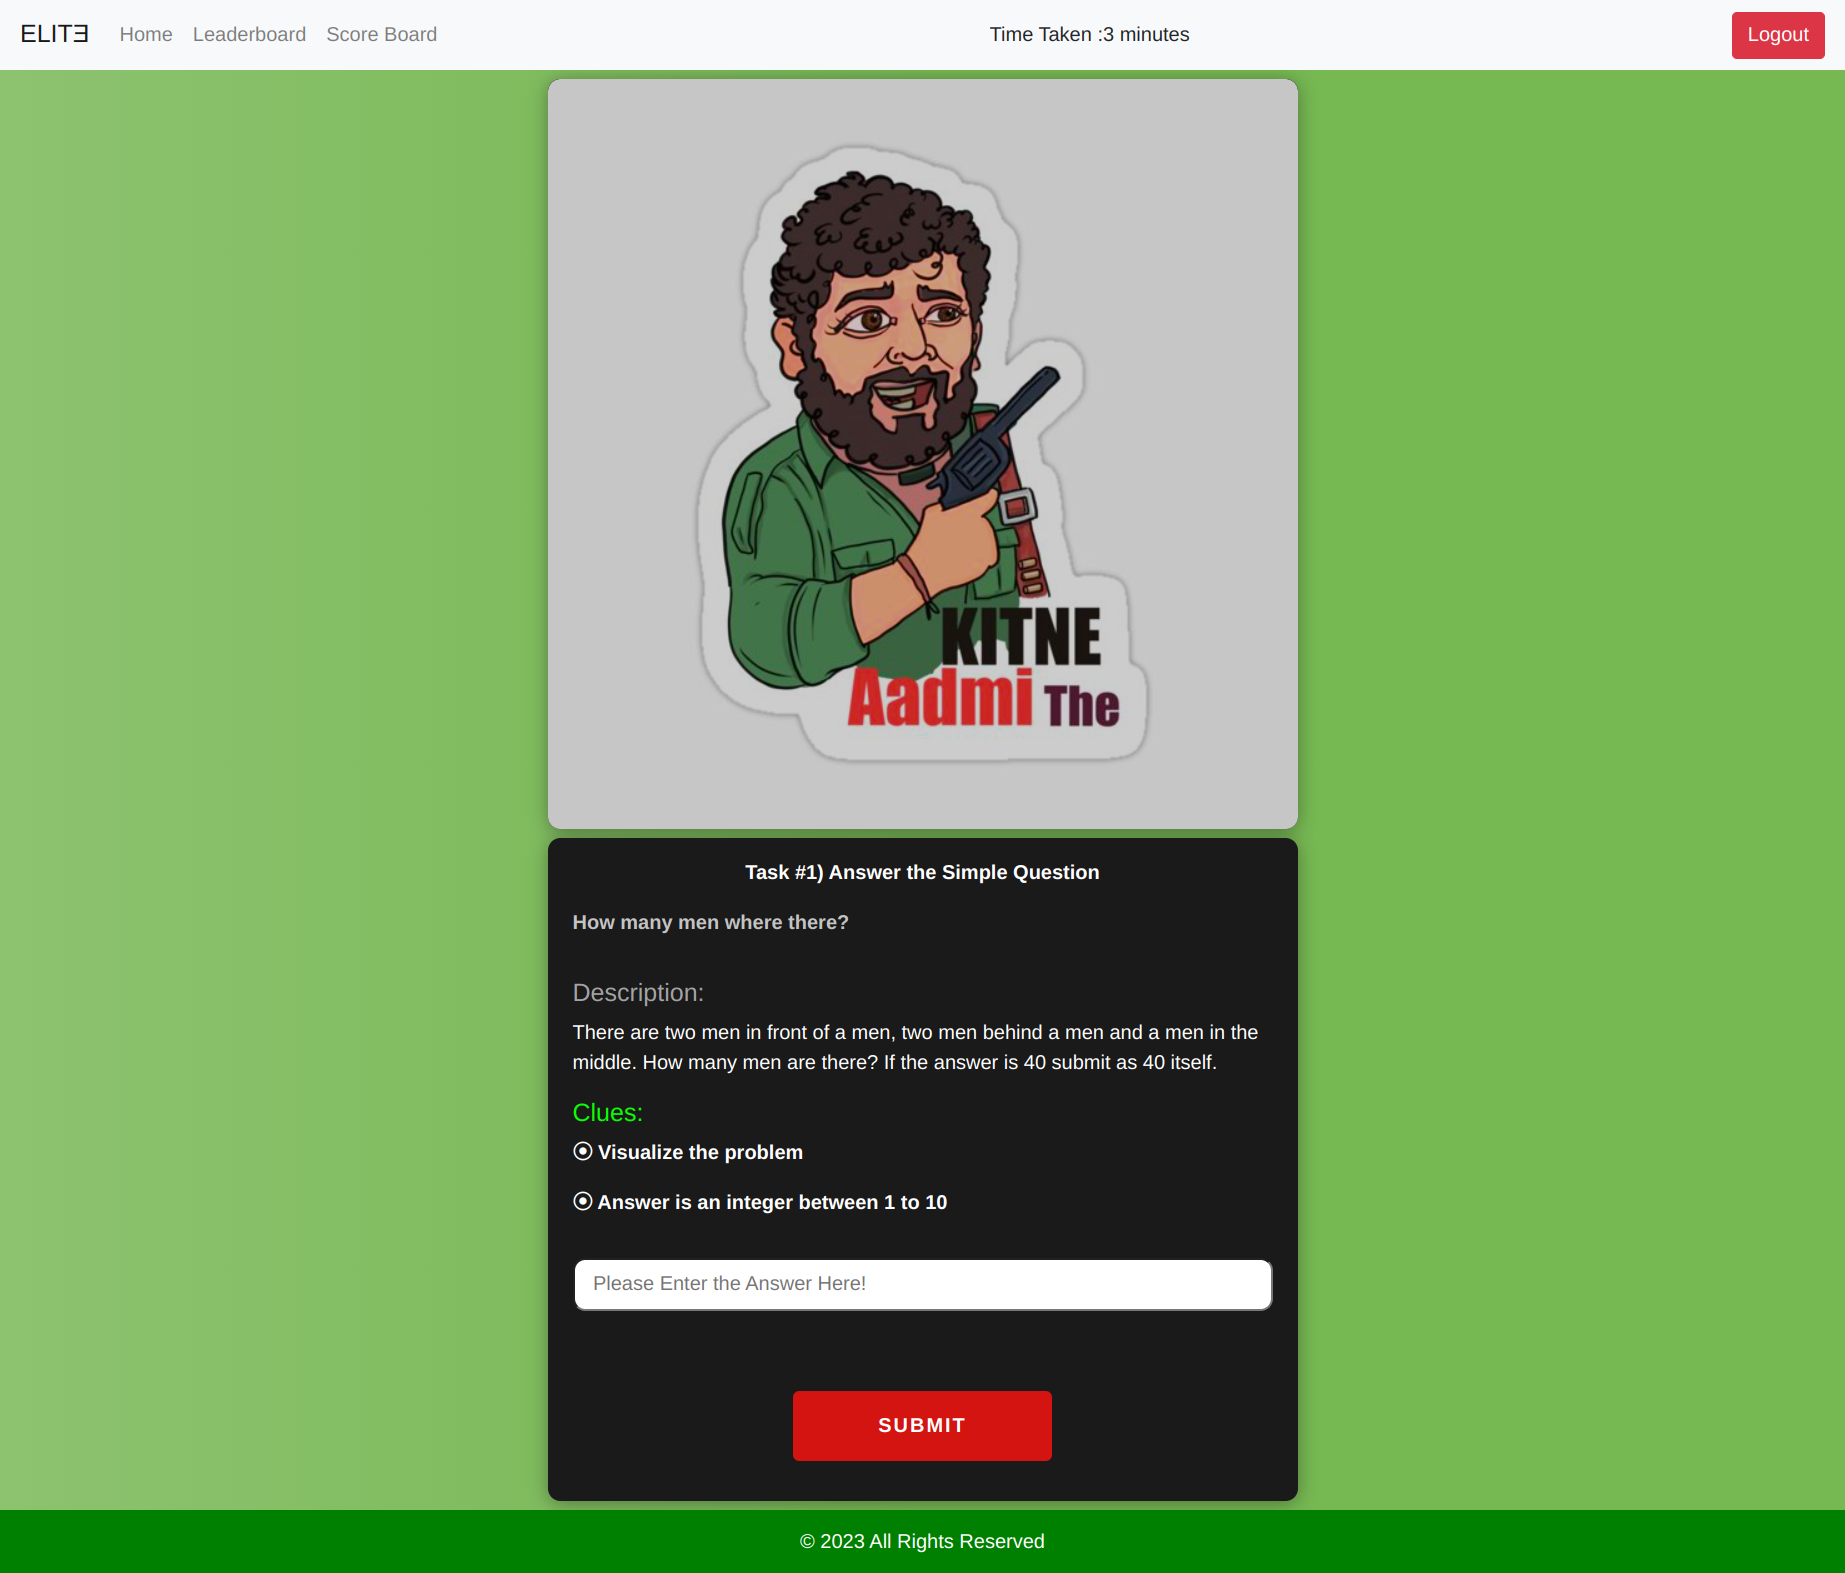 ELITƎ Home Leaderboard Score Board Time Taken :3 minutes Logout
KITNE
Aadmi The
Task #1) Answer the Simple Question
How many men where there?
Description:
There are two men in front of a men, two men behind a men and a men in the
middle. How many men are there? If the answer is 40 submit as 40 itself.
Clues:
⦿ Visualize the problem
⦿ Answer is an integer between 1 to 10
Please Enter the Answer Here!
SUBMIT
© 2023 All Rights Reserved